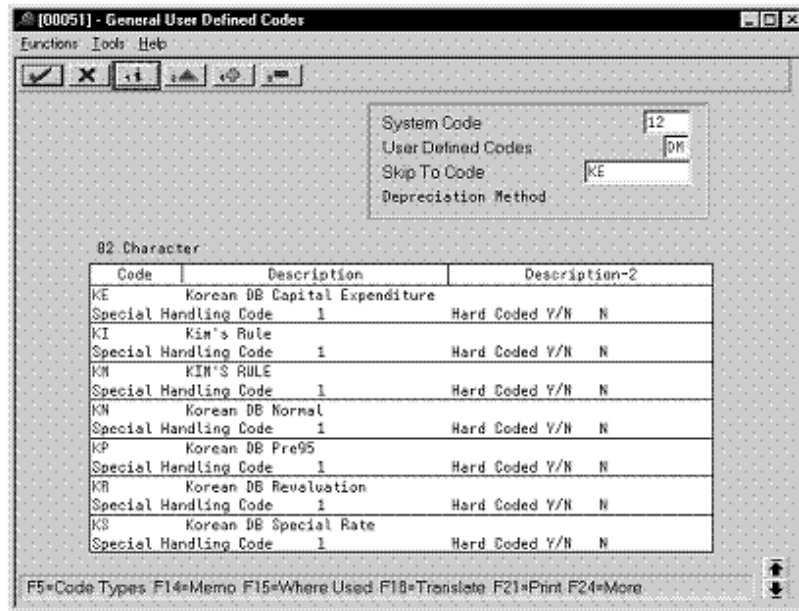 [00051] - General User Defined Codes
Functions Tools Help
System Code 12
User Defined Codes DM
Skip To Code KE
Depreciation Method
02 Character
Code Description Description-2
KE Korean DB Capital Expenditure
Special Handling Code 1 Hard Coded Y/N N
KI Kim's Rule
Special Handling Code 1 Hard Coded Y/N N
KM KIM'S RULE
Special Handling Code 1 Hard Coded Y/N N
KN Korean DB Normal
Special Handling Code 1 Hard Coded Y/N N
KP Korean DB Pre95
Special Handling Code 1 Hard Coded Y/N N
KR Korean DB Revaluation
Special Handling Code 1 Hard Coded Y/N N
KS Korean DB Special Rate
Special Handling Code 1 Hard Coded Y/N N
F5=Code Types F14=Memo F15=Where Used F18=Translate F21=Print F24=More